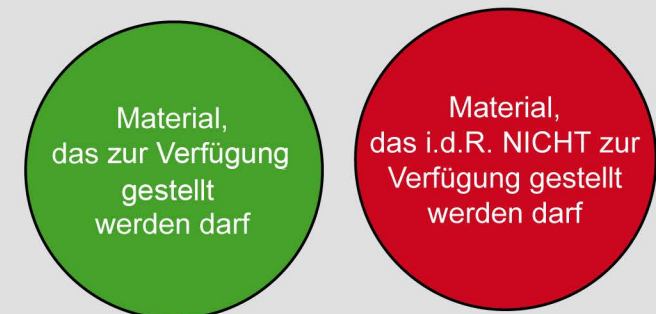 Material,
das zur Verfügung
gestellt
werden darf
Material,
das i.d.R. NICHT zur
Verfügung gestellt
werden darf